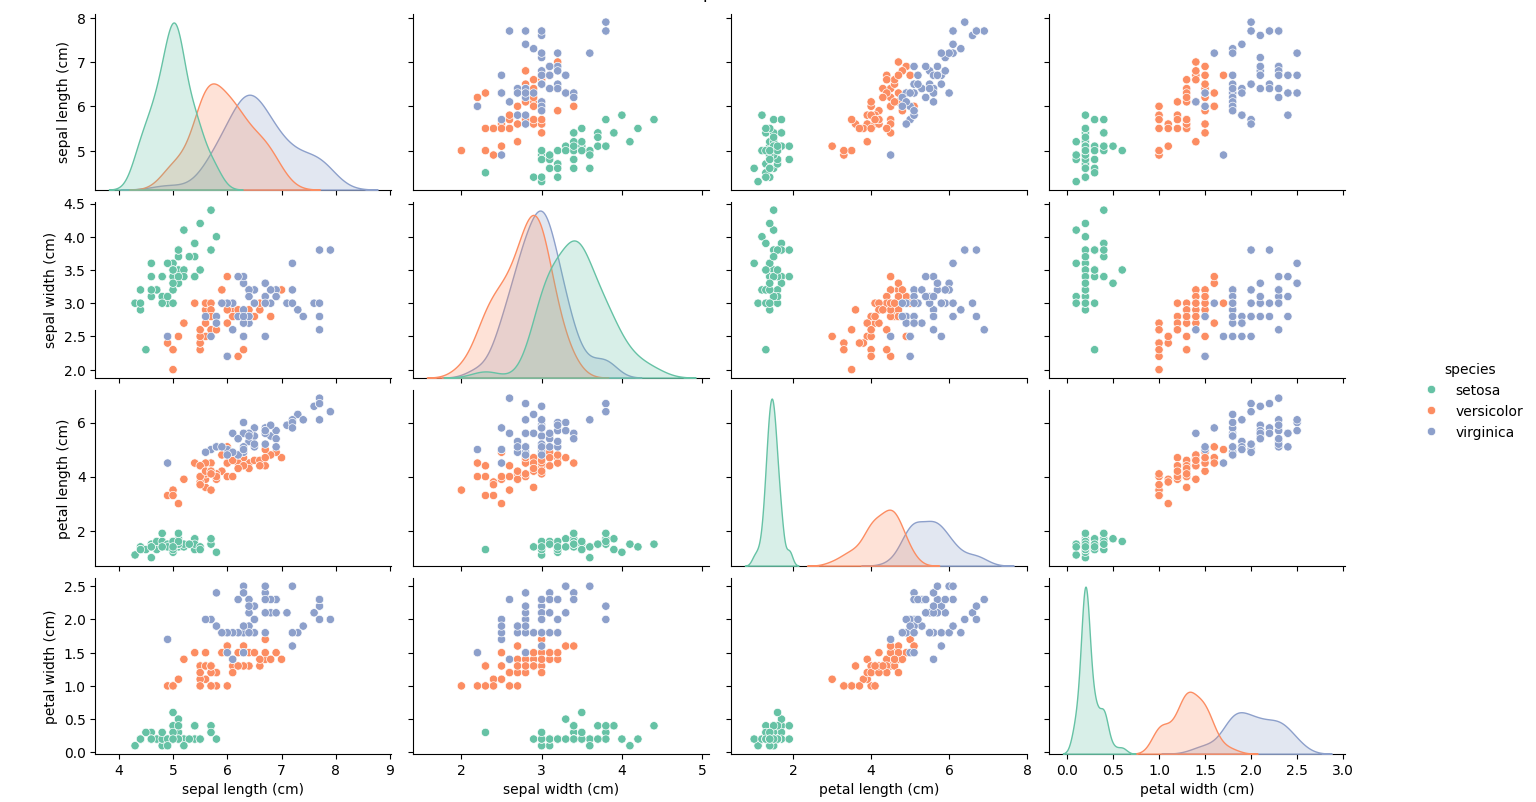 8
7
6
5
sepal length (cm)
4.5
4.0
3.5
3.0
2.5
2.0
sepal width (cm)
6
4
2
petal length (cm)
2.5
2.0
1.5
1.0
0.5
0.0
petal width (cm)
4 5 6 7 8 9
sepal length (cm)
2 3 4 5
sepal width (cm)
2 4 6 8
petal length (cm)
0.0 0.5 1.0 1.5 2.0 2.5 3.0
petal width (cm)
species
setosa
versicolor
virginica